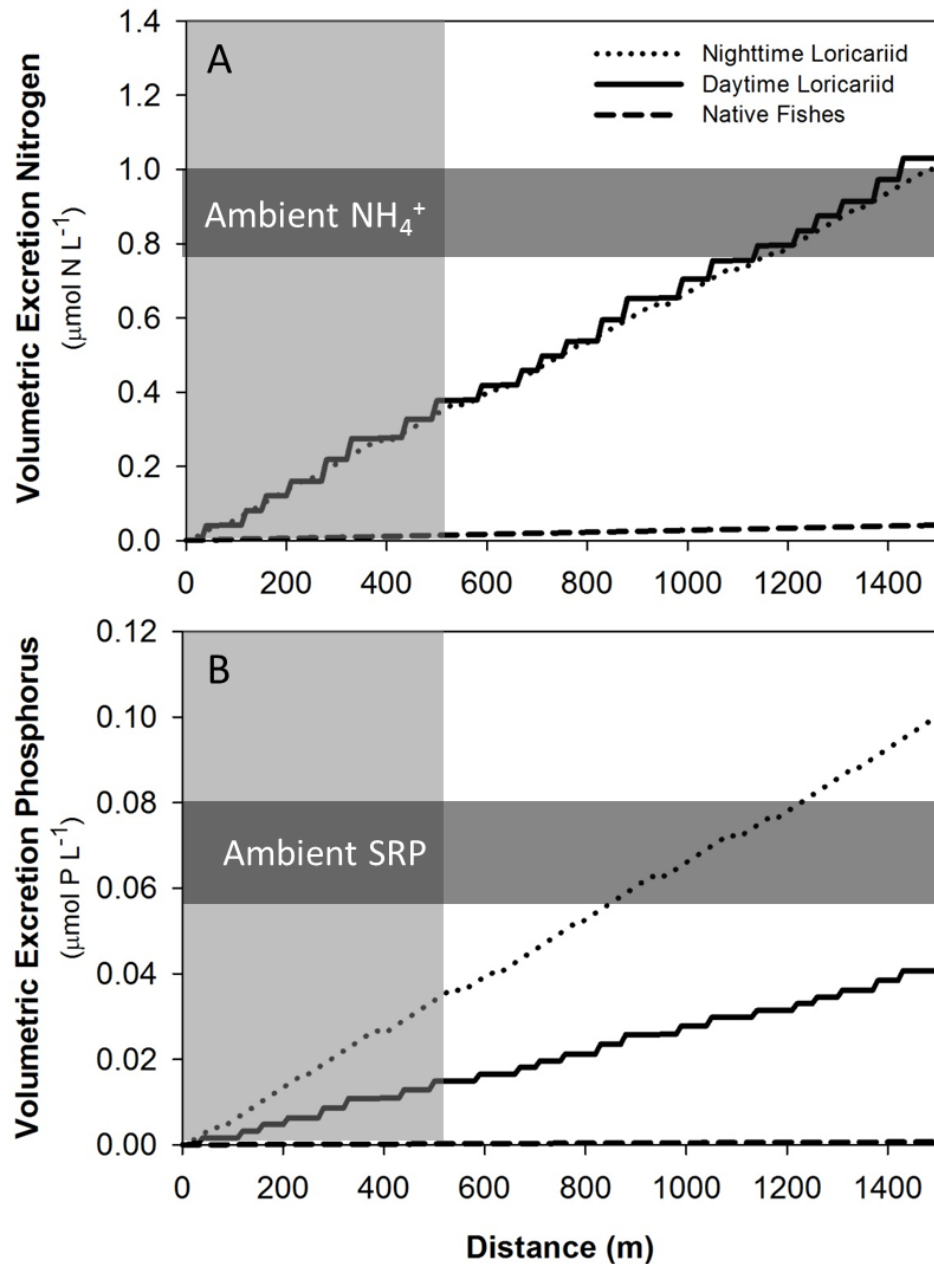 A
Nighttime Loricariid
Daytime Loricariid
Native Fishes
Volumetric Excretion Nitrogen
(μmol N L⁻¹)
1.4
1.2
1.0
0.8
0.6
0.4
0.2
0.0
Ambient NH₄⁺
0 200 400 600 800 1000 1200 1400
B
Volumetric Excretion Phosphorus
(μmol P L⁻¹)
0.12
0.10
0.08
0.06
0.04
0.02
0.00
Ambient SRP
0 200 400 600 800 1000 1200 1400
Distance (m)